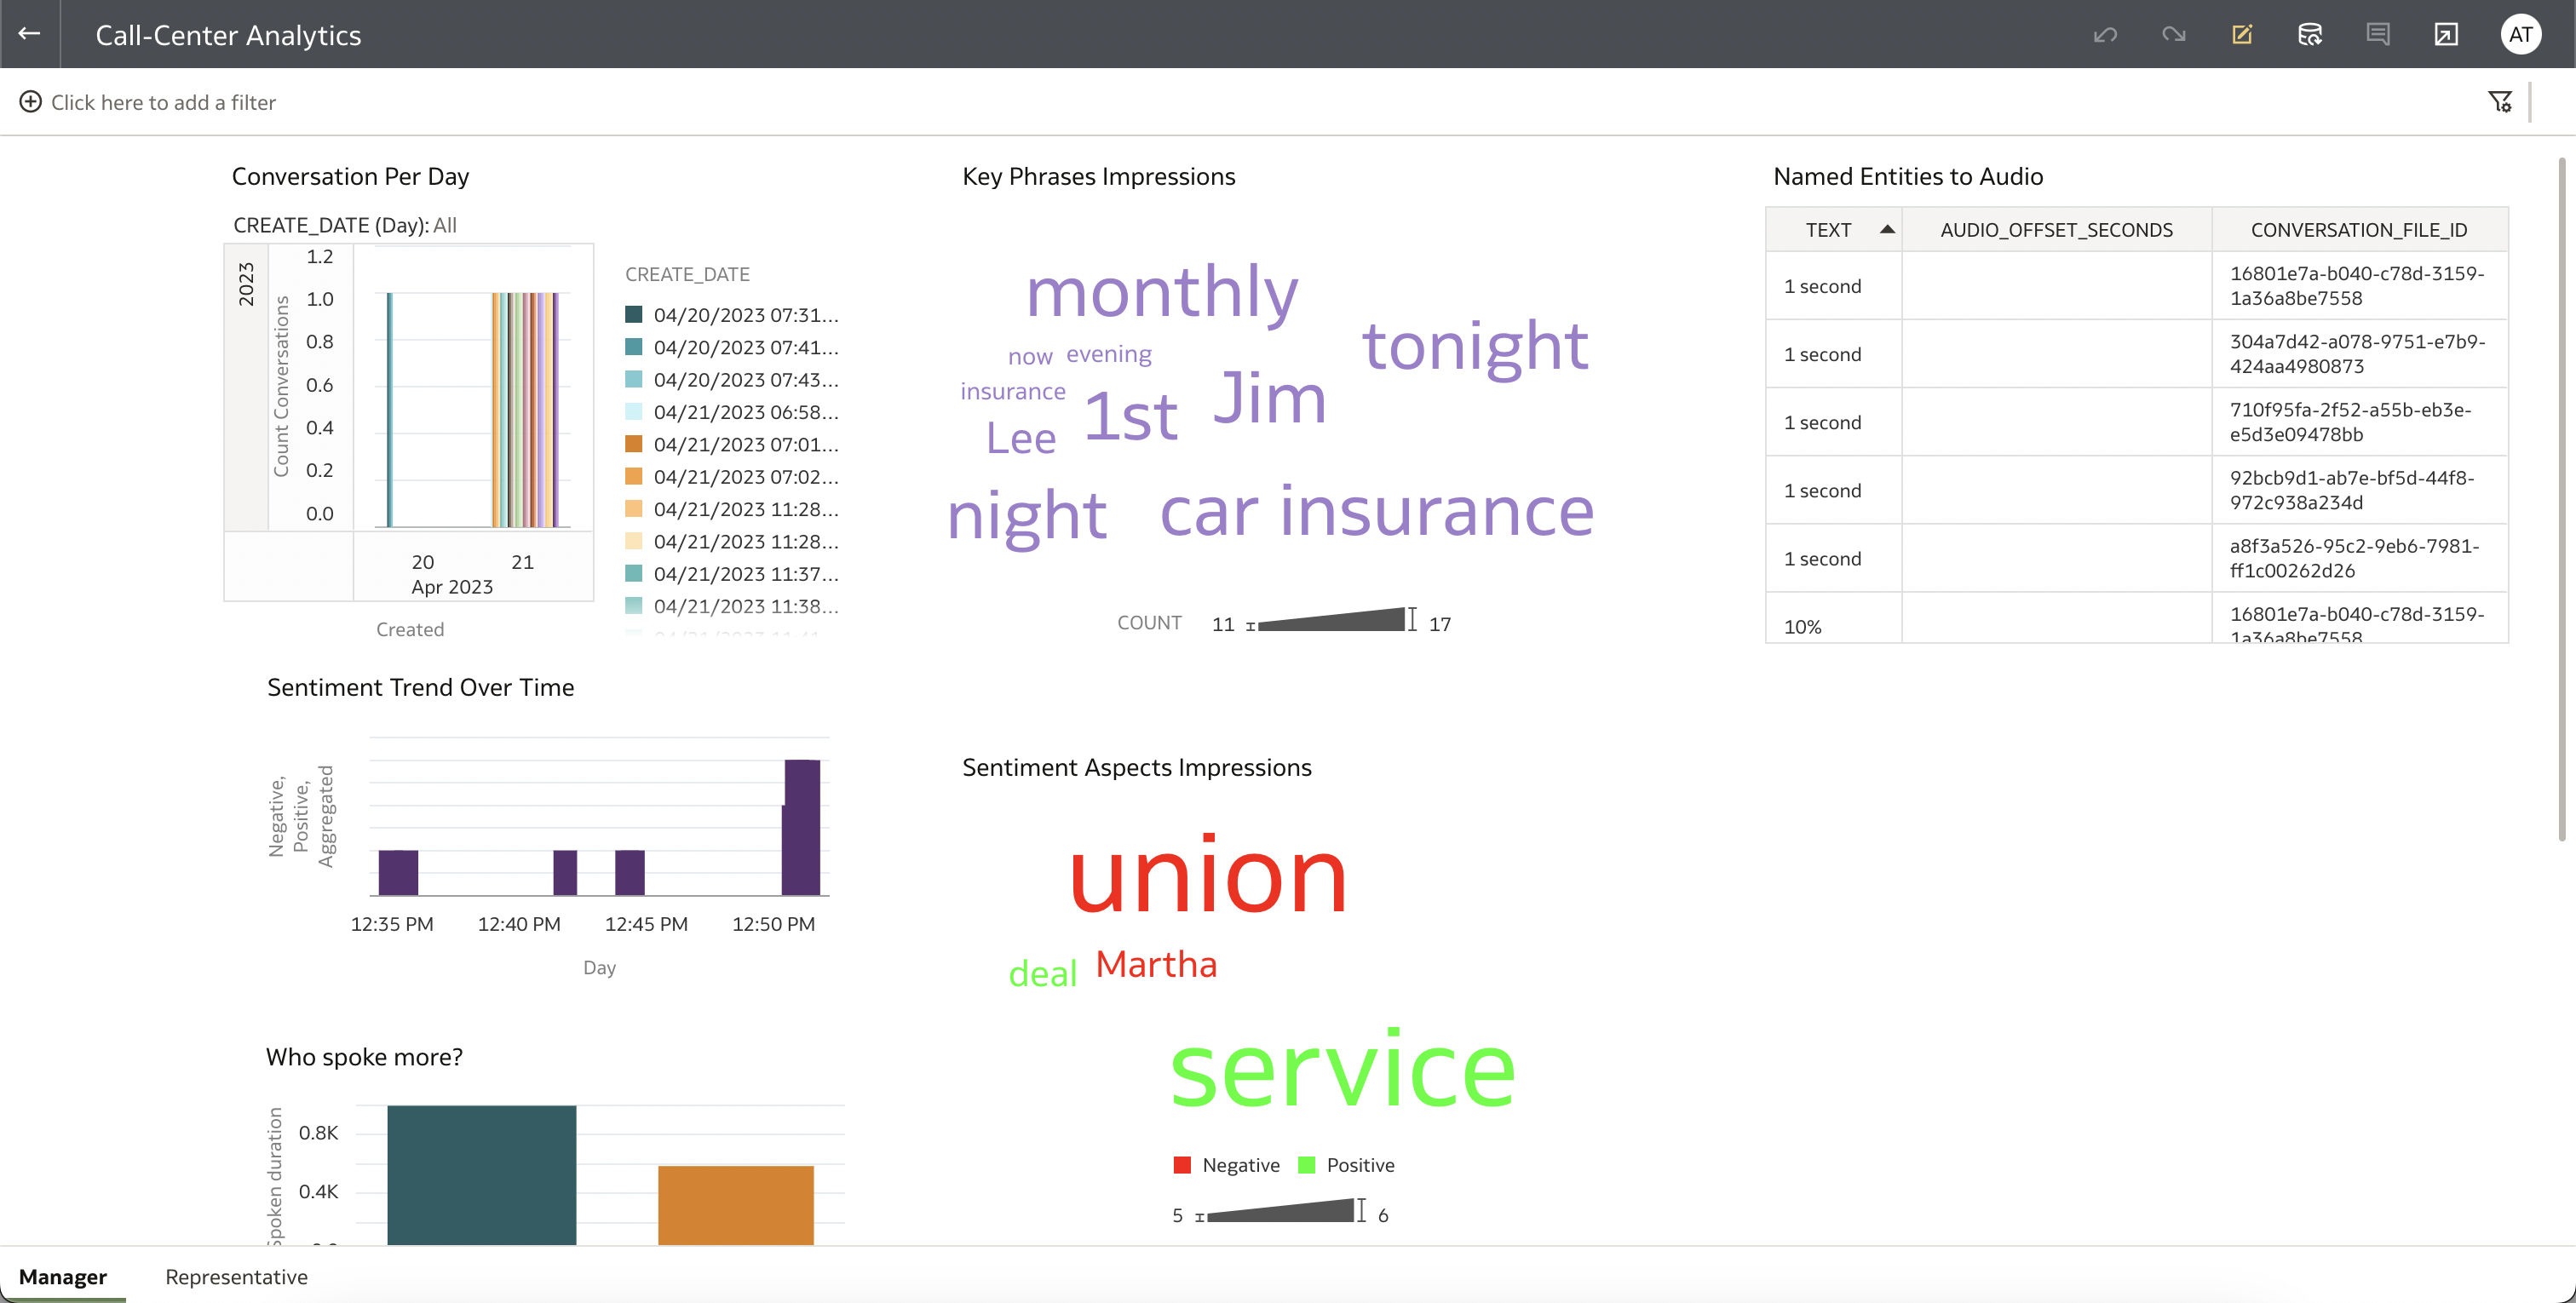 Call-Center Analytics
AT
Click here to add a filter
Conversation Per Day
CREATE_DATE (Day): All
2023
Count Conversations
1.2
1.0
0.8
0.6
0.4
0.2
0.0
20
21
Apr 2023
Created
CREATE_DATE
04/20/2023 07:31...
04/20/2023 07:41...
04/20/2023 07:43...
04/21/2023 06:58...
04/21/2023 07:01...
04/21/2023 07:02...
04/21/2023 11:28...
04/21/2023 11:28...
04/21/2023 11:37...
04/21/2023 11:38...
Key Phrases Impressions
monthly
tonight
now
evening
insurance
1st
Jim
Lee
night
car insurance
COUNT
11
17
Named Entities to Audio
TEXT
AUDIO_OFFSET_SECONDS
CONVERSATION_FILE_ID
1 second
16801e7a-b040-c78d-3159-
1a36a8be7558
1 second
304a7d42-a078-9751-e7b9-
424aa4980873
1 second
710f95fa-2f52-a55b-eb3e-
e5d3e09478bb
1 second
92bcb9d1-ab7e-bf5d-44f8-
972c938a234d
1 second
a8f3a526-95c2-9eb6-7981-
ff1c00262d26
10%
16801e7a-b040-c78d-3159-
1a36a8be7558
Sentiment Trend Over Time
Negative,
Positive,
Aggregated
12:35 PM
12:40 PM
12:45 PM
12:50 PM
Day
Sentiment Aspects Impressions
union
deal
Martha
service
Negative
Positive
5
6
Who spoke more?
Spoken duration
0.8K
0.4K
Manager
Representative